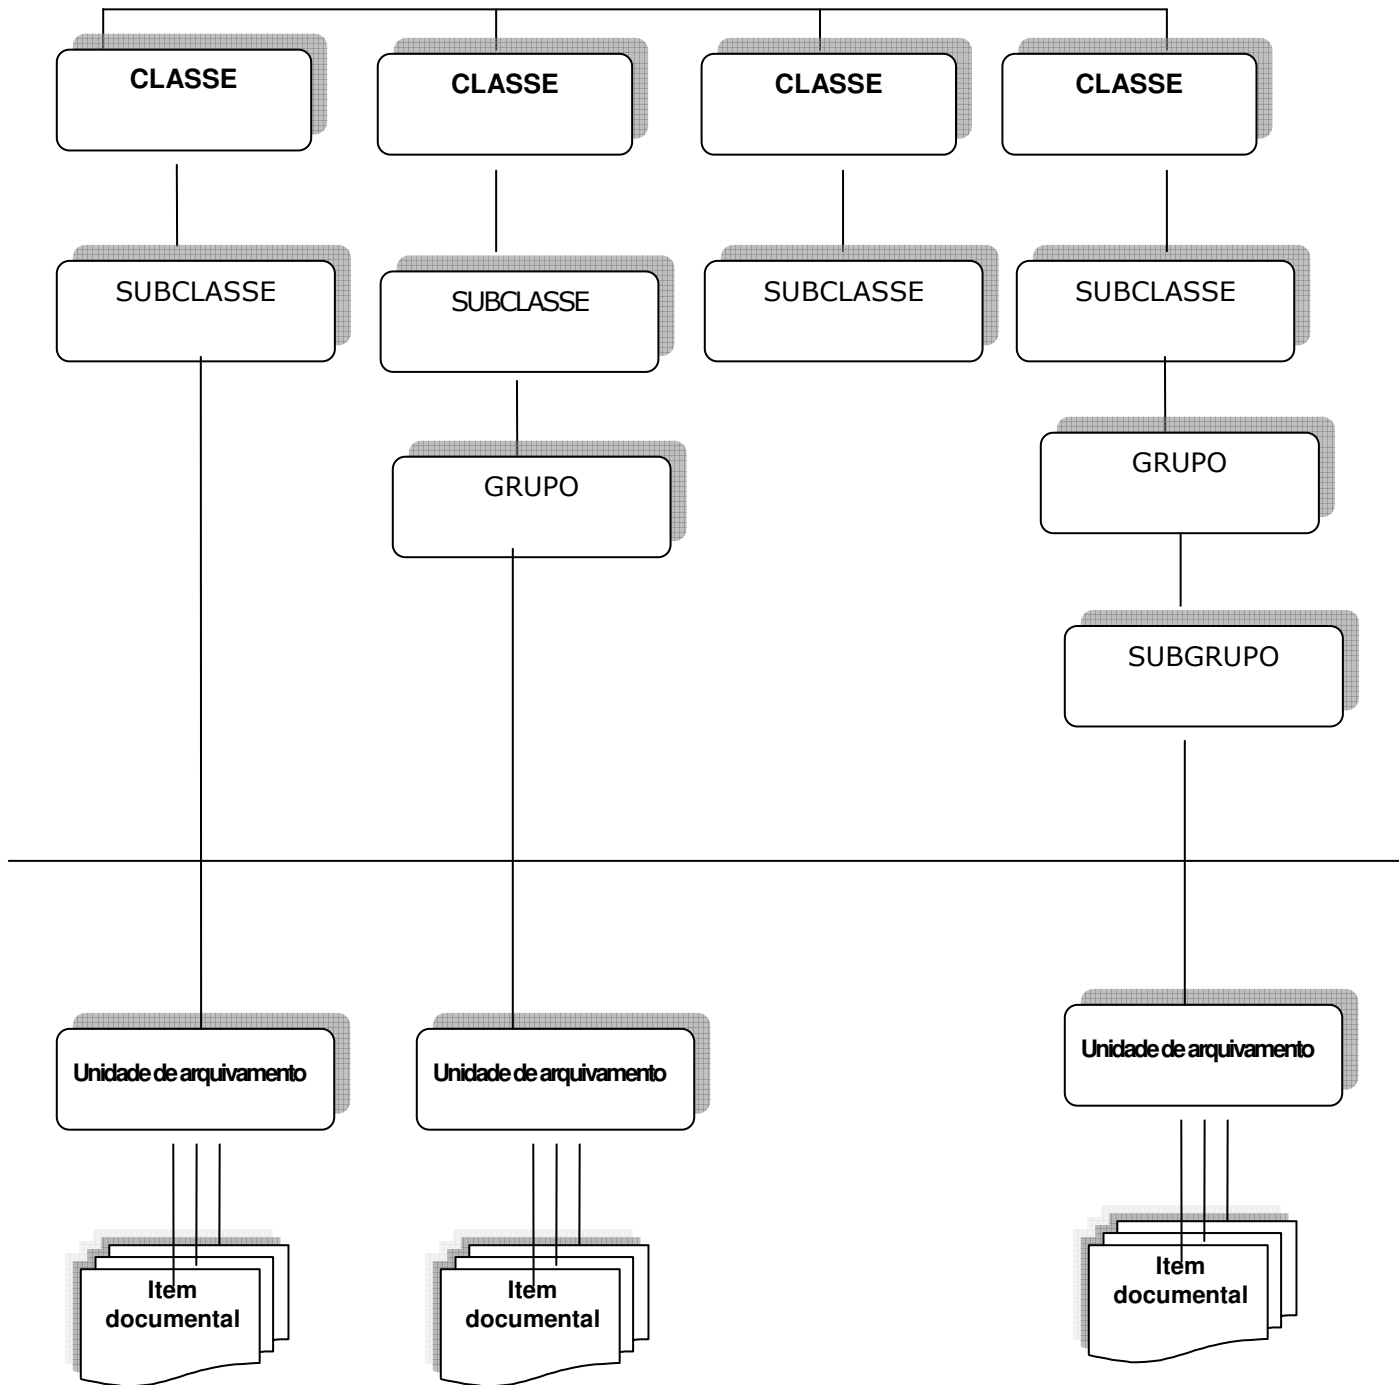 CLASSE
CLASSE
CLASSE
CLASSE
SUBCLASSE
SUBCLASSE
SUBCLASSE
SUBCLASSE
GRUPO
GRUPO
SUBGRUPO
Unidade de arquivamento
Unidade de arquivamento
Unidade de arquivamento
Item
documental
Item
documental
Item
documental